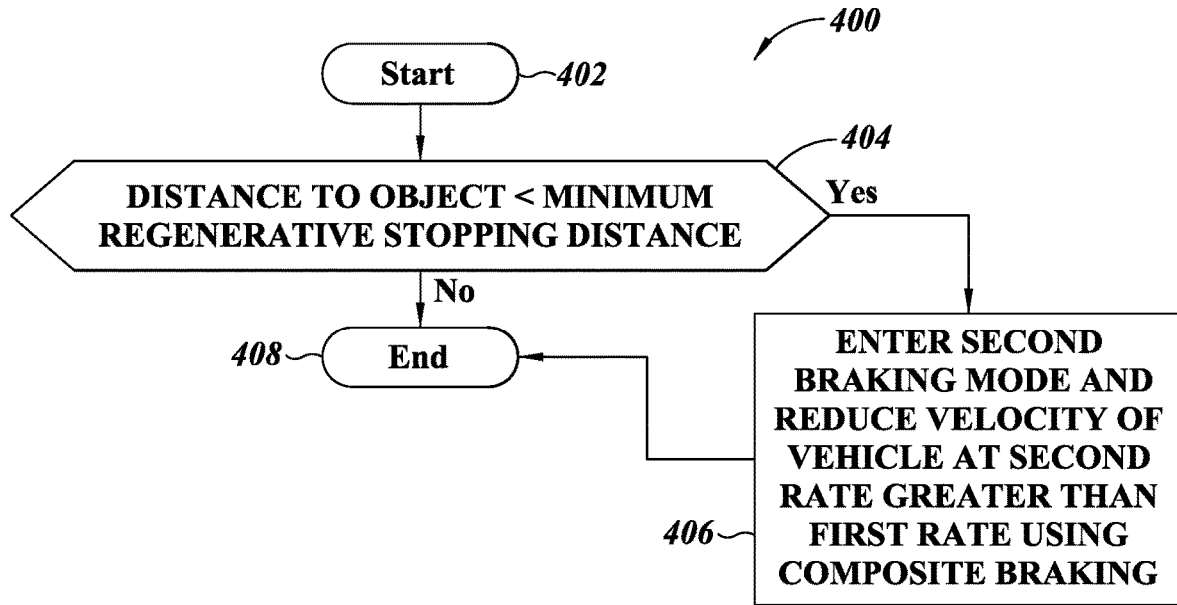 400
Start
402
404
DISTANCE TO OBJECT < MINIMUM
REGENERATIVE STOPPING DISTANCE
Yes
No
408
End
ENTER SECOND
BRAKING MODE AND
REDUCE VELOCITY OF
VEHICLE AT SECOND
RATE GREATER THAN
FIRST RATE USING
COMPOSITE BRAKING
406